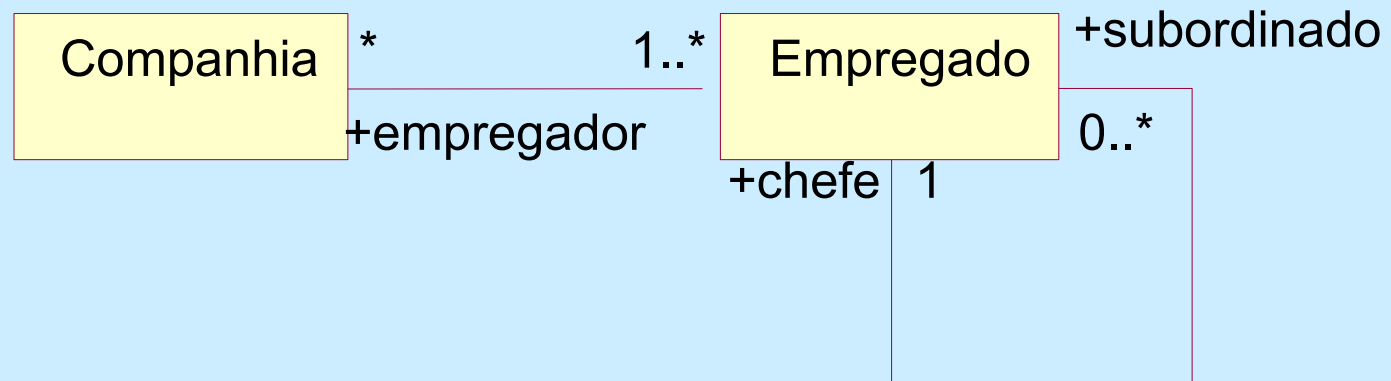 Companhia
*
1..*
+empregador
Empregado
+subordinado
0..*
+chefe
1